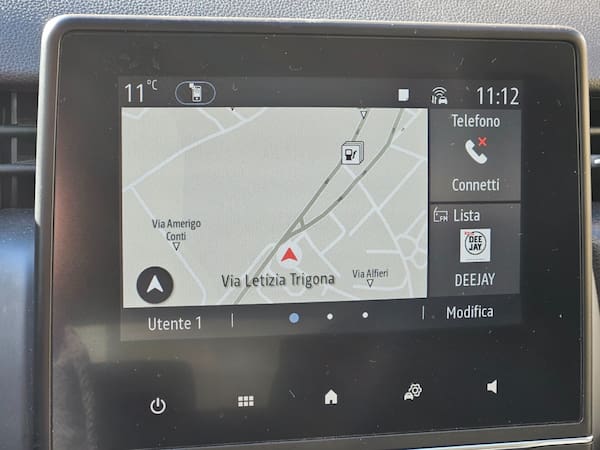 11°C
11:12
Telefono
Connetti
Via Amerigo
Conti
Via Letizia Trigona
Via Alfieri
FM Lista
DEE
JAY
DEEJAY
Utente 1
Modifica